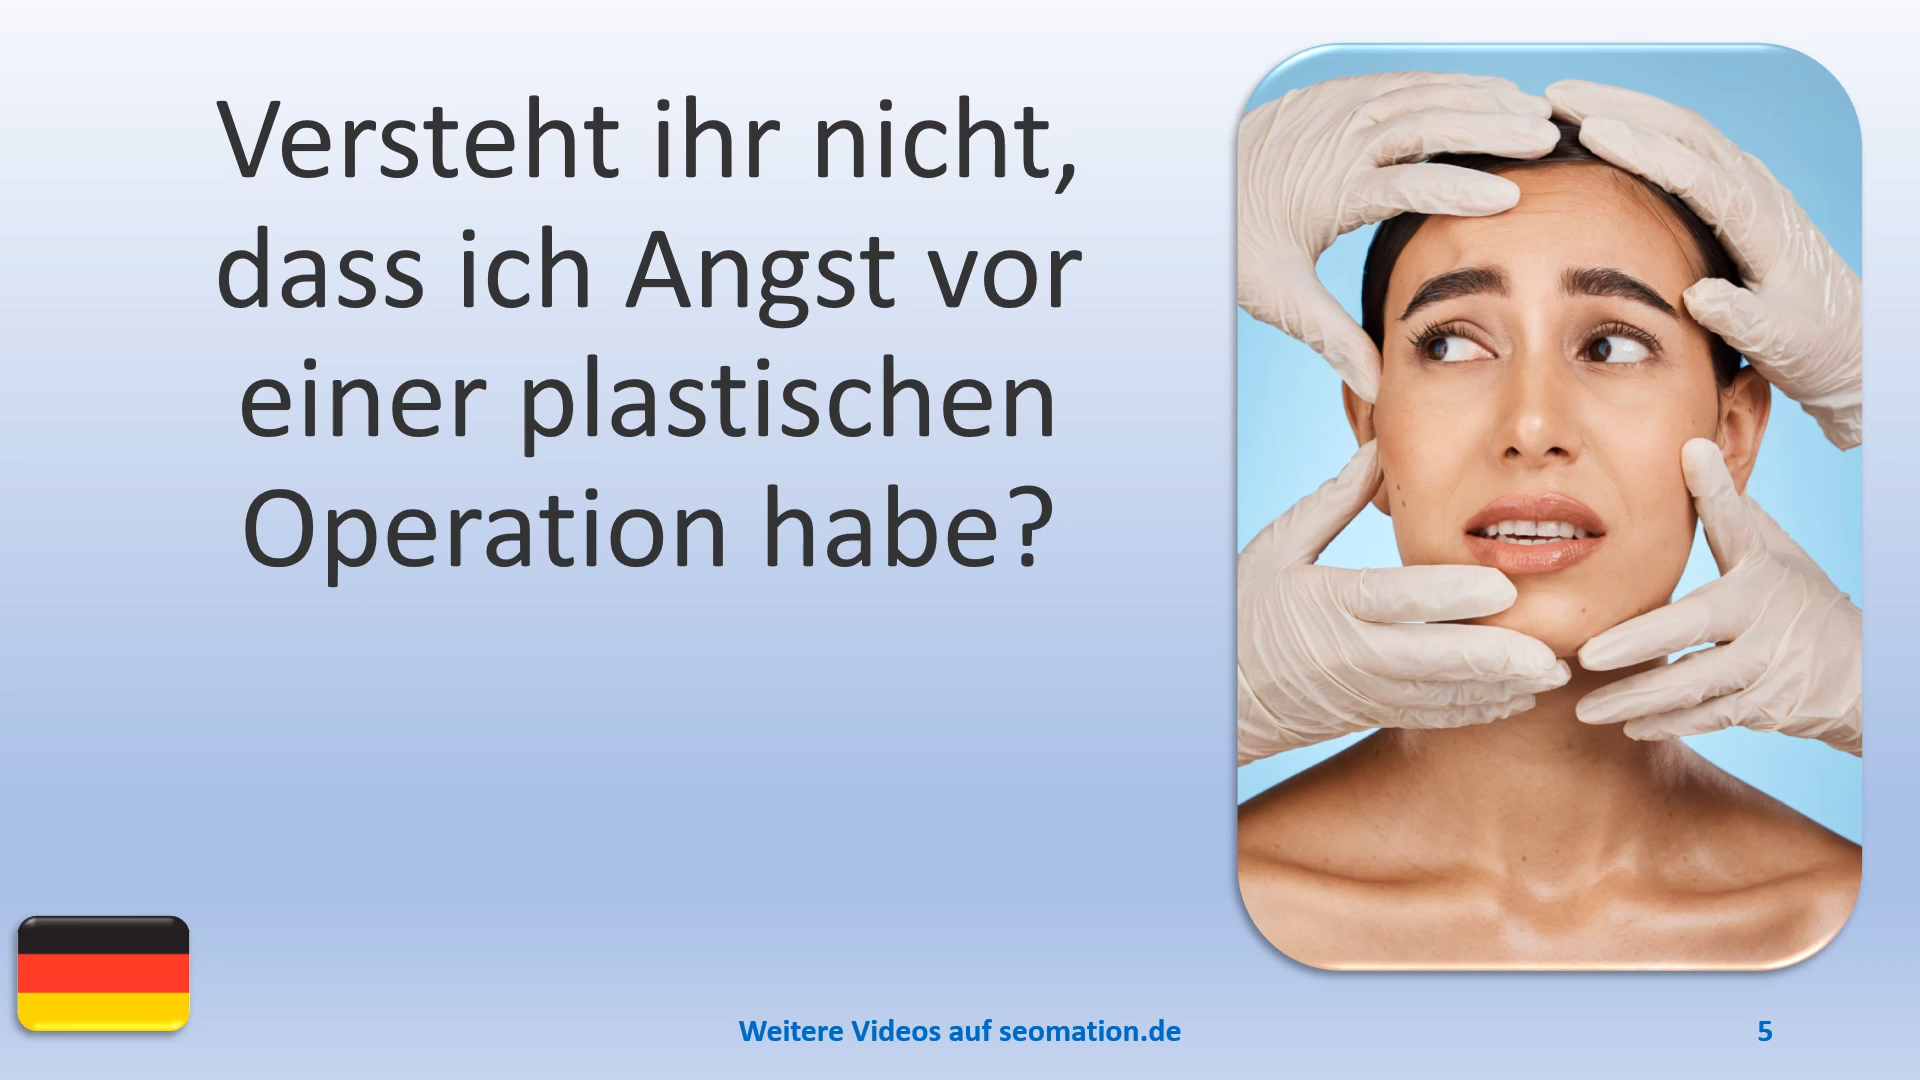 Versteht ihr nicht,
dass ich Angst vor
einer plastischen
Operation habe?
Weitere Videos auf seomation.de
5